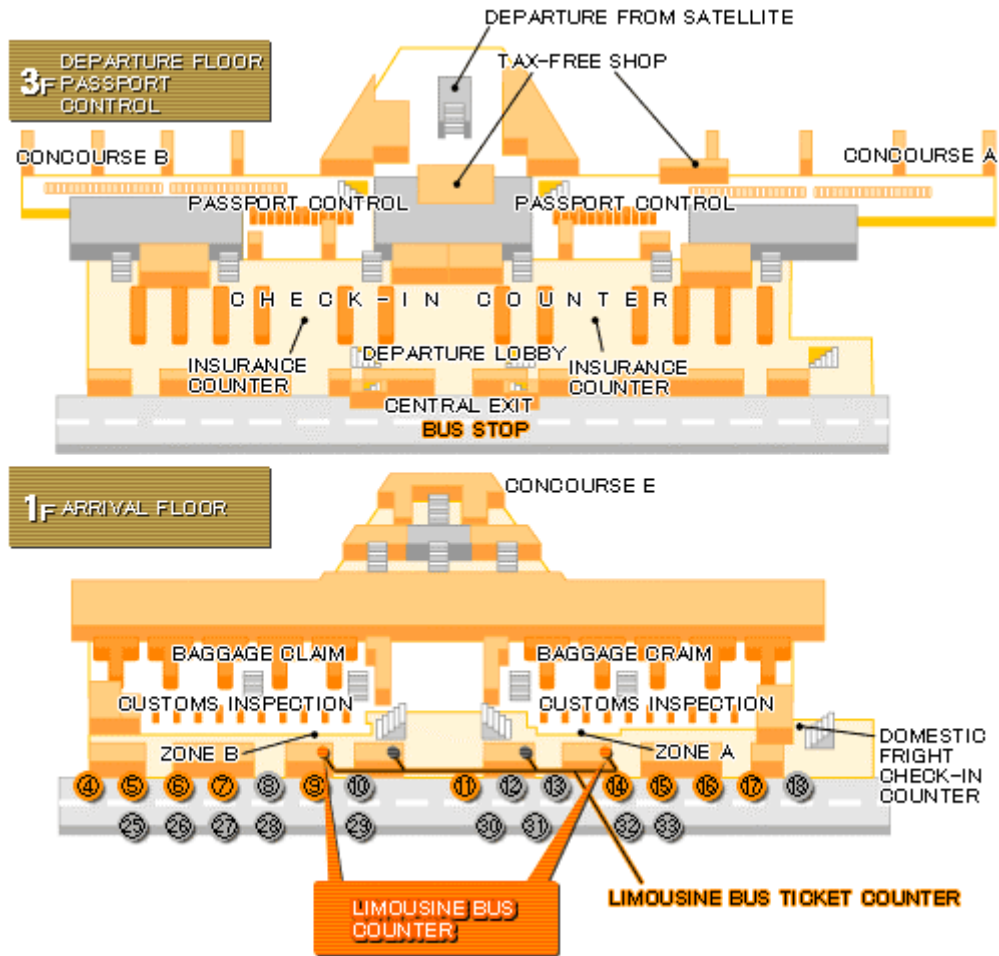 DEPARTURE FROM SATELLITE
3F DEPARTURE FLOOR
PASSPORT
CONTROL
TAX-FREE SHOP
CONCOURSE B
CONCOURSE A
PASSPORT CONTROL
PASSPORT CONTROL
CHECK-IN COUNTER
INSURANCE
COUNTER
DEPARTURE LOBBY
INSURANCE
COUNTER
CENTRAL EXIT
BUS STOP
1F ARRIVAL FLOOR
CONCOURSE E
BAGGAGE CLAIM
BAGGAGE CRAIM
CUSTOMS INSPECTION
CUSTOMS INSPECTION
ZONE B
ZONE A
DOMESTIC
FRIGHT
CHECK-IN
COUNTER
④ ⑤ ⑥ ⑦ ⑧ ⑨ ⑩ ⑪ ⑫ ⑬ ⑭ ⑮ ⑯ ⑰ ⑱
㉕ ㉖ ㉗ ㉘ ㉙ ㉚ ㉛ ㉜ ㉝
LIMOUSINE BUS
COUNTER
LIMOUSINE BUS TICKET COUNTER